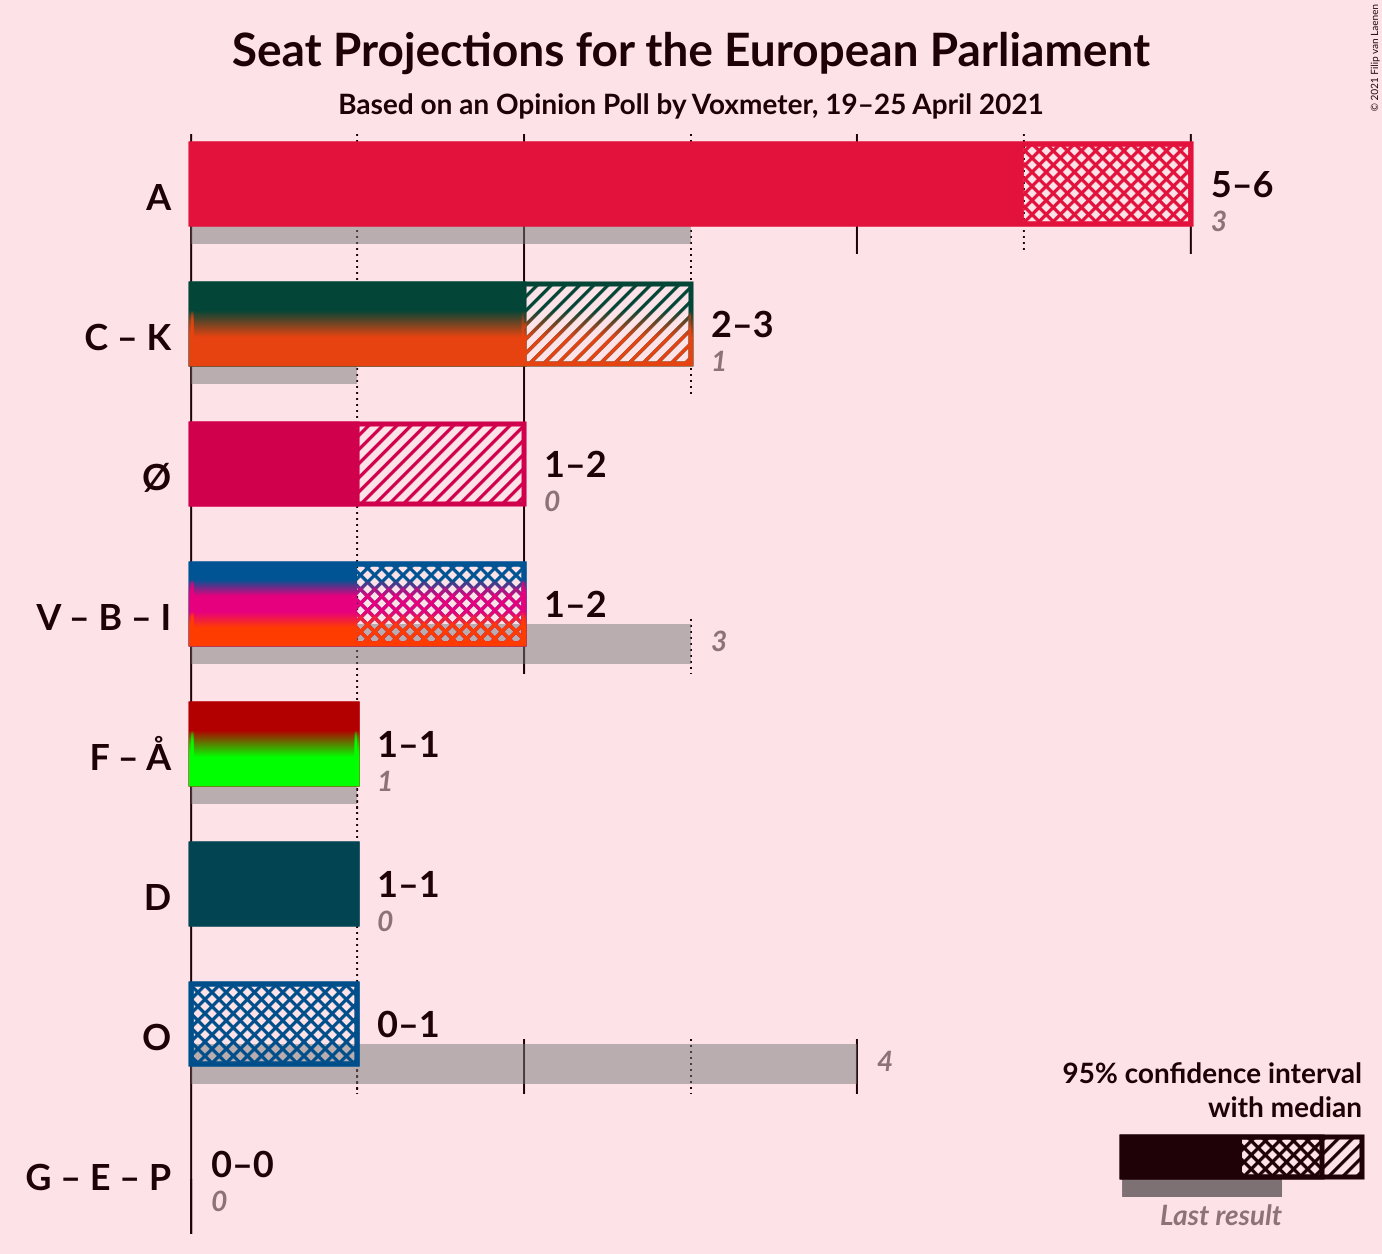 Seat Projections for the European Parliament
Based on an Opinion Poll by Voxmeter, 19–25 April 2021
© 2021 Filip van Laenen
A
5–6
3
C – K
2–3
1
Ø
1–2
0
V – B – I
1–2
3
F – Å
1–1
1
D
1–1
0
O
0–1
4
G – E – P
0–0
0
95% confidence interval
with median
Last result